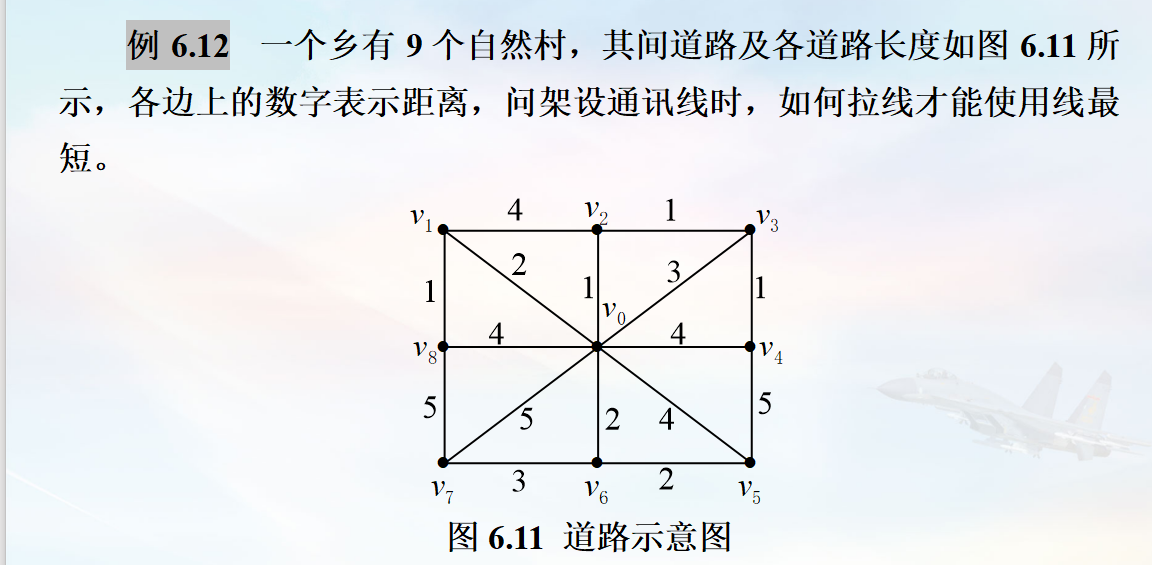 例 6.12 一个乡有 9 个自然村，其间道路及各道路长度如图 6.11 所
示，各边上的数字表示距离，问架设通讯线时，如何拉线才能使用线最
短。
v1 4 v2 1 v3
2 3
1 1 1
v0
4 4
v8 v4
5 5 2 4 5
v7 3 v6 2 v5
图 6.11 道路示意图